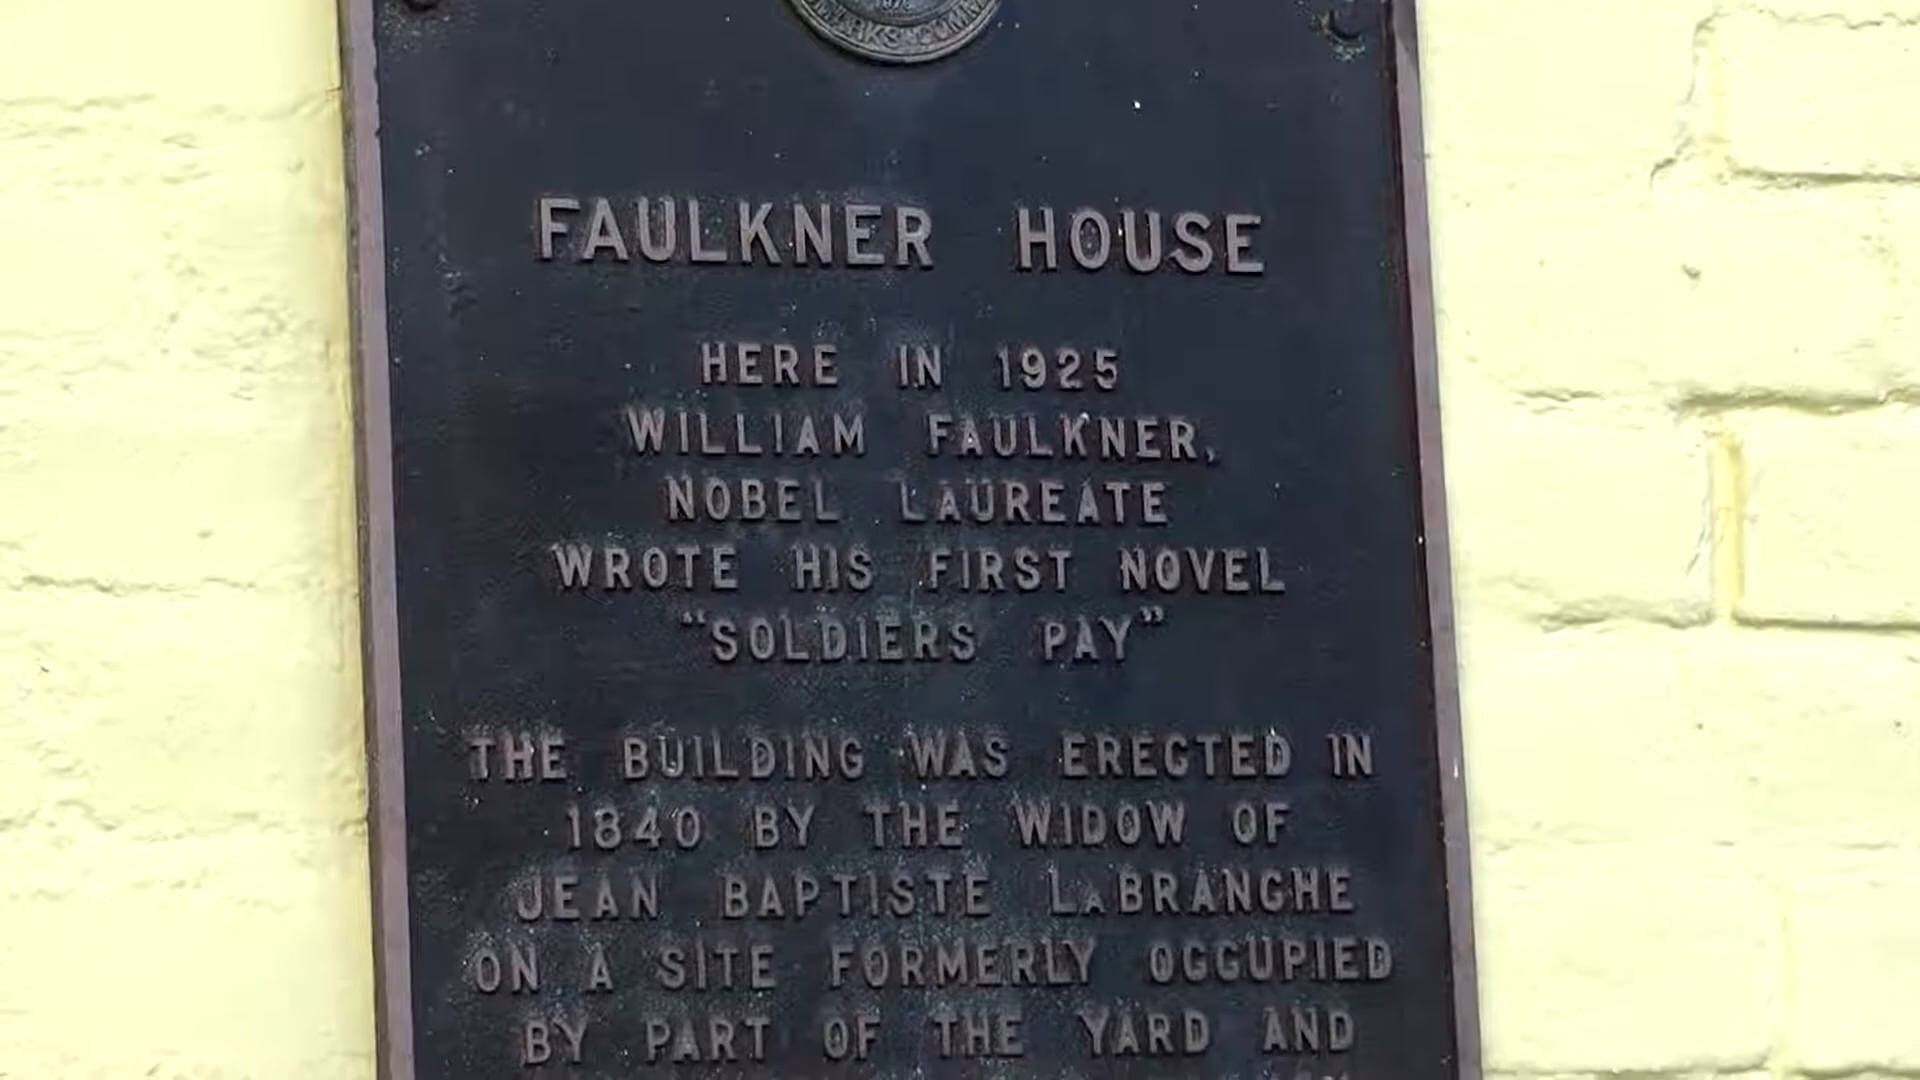 FAULKNER HOUSE
HERE IN 1925
WILLIAM FAULKNER,
NOBEL LAUREATE
WROTE HIS FIRST NOVEL
“SOLDIERS PAY”
THE BUILDING WAS ERECTED IN
1840 BY THE WIDOW OF
JEAN BAPTISTE LABRANCHE
ON A SITE FORMERLY OCCUPIED
BY PART OF THE YARD AND